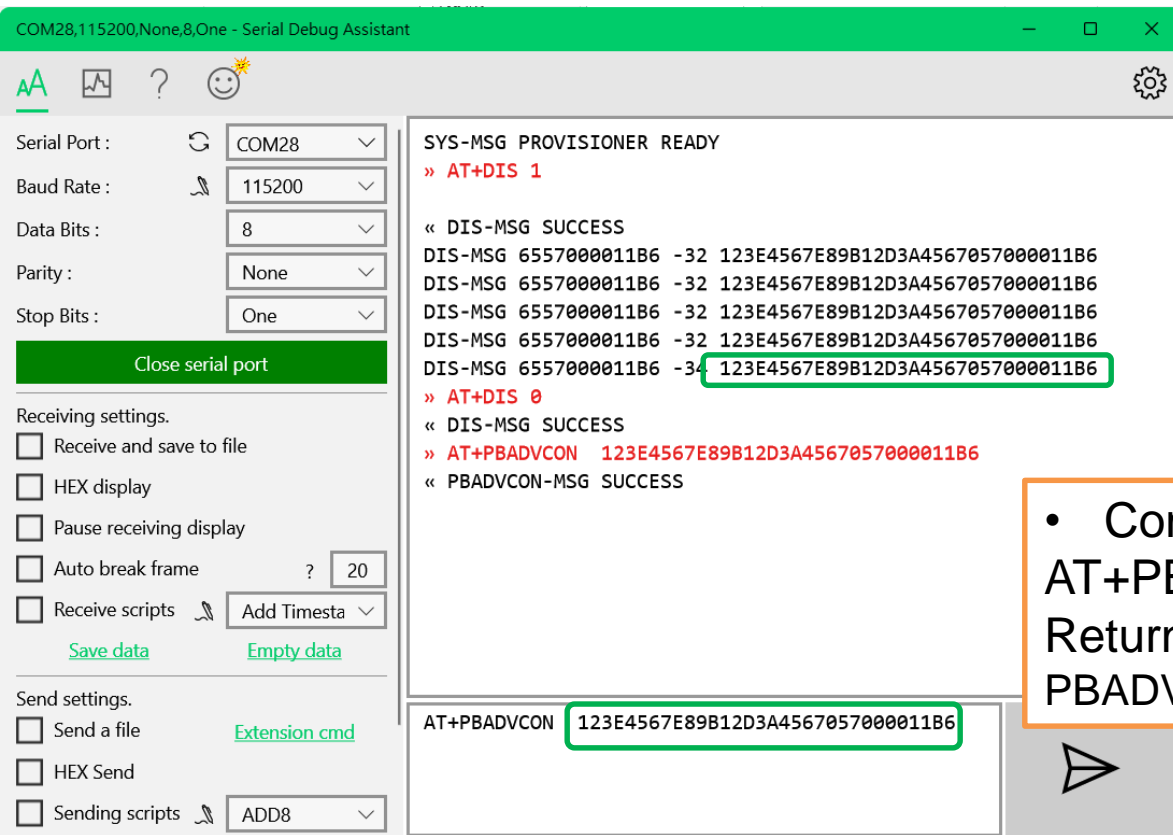 COM28,115200,None,8,One - Serial Debug Assistant
Serial Port :
COM28
Baud Rate :
115200
Data Bits :
8
Parity :
None
Stop Bits :
One
Close serial port
Receiving settings.
Receive and save to file
HEX display
Pause receiving display
Auto break frame ? 20
Receive scripts Add Timesta
Save data Empty data
Send settings.
Send a file Extension cmd
HEX Send
Sending scripts ADD8
SYS-MSG PROVISIONER READY
» AT+DIS 1
« DIS-MSG SUCCESS
DIS-MSG 6557000011B6 -32 123E4567E89B12D3A4567057000011B6
DIS-MSG 6557000011B6 -32 123E4567E89B12D3A4567057000011B6
DIS-MSG 6557000011B6 -32 123E4567E89B12D3A4567057000011B6
DIS-MSG 6557000011B6 -32 123E4567E89B12D3A4567057000011B6
DIS-MSG 6557000011B6 -34 123E4567E89B12D3A4567057000011B6
» AT+DIS 0
« DIS-MSG SUCCESS
» AT+PBADVCON 123E4567E89B12D3A4567057000011B6
« PBADVCON-MSG SUCCESS
AT+PBADVCON 123E4567E89B12D3A4567057000011B6